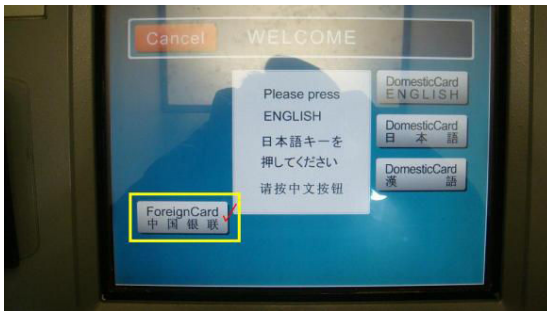 Cancel WELCOME
Please press
ENGLISH
日本語キーを
押してください
请按中文按钮
DomesticCard
ENGLISH
DomesticCard
日本語
DomesticCard
漢語
ForeignCard
中国银联